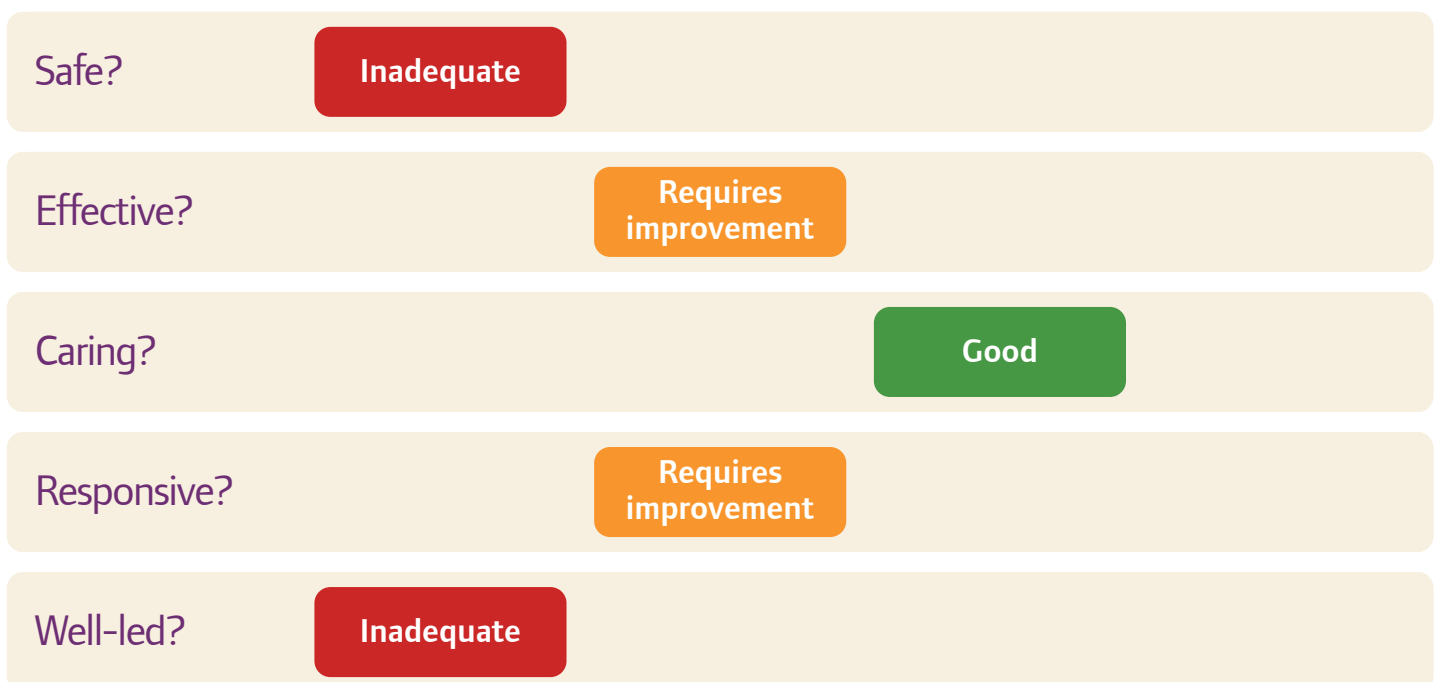 Safe?
Inadequate
Effective?
Requires
improvement
Caring?
Good
Responsive?
Requires
improvement
Well-led?
Inadequate